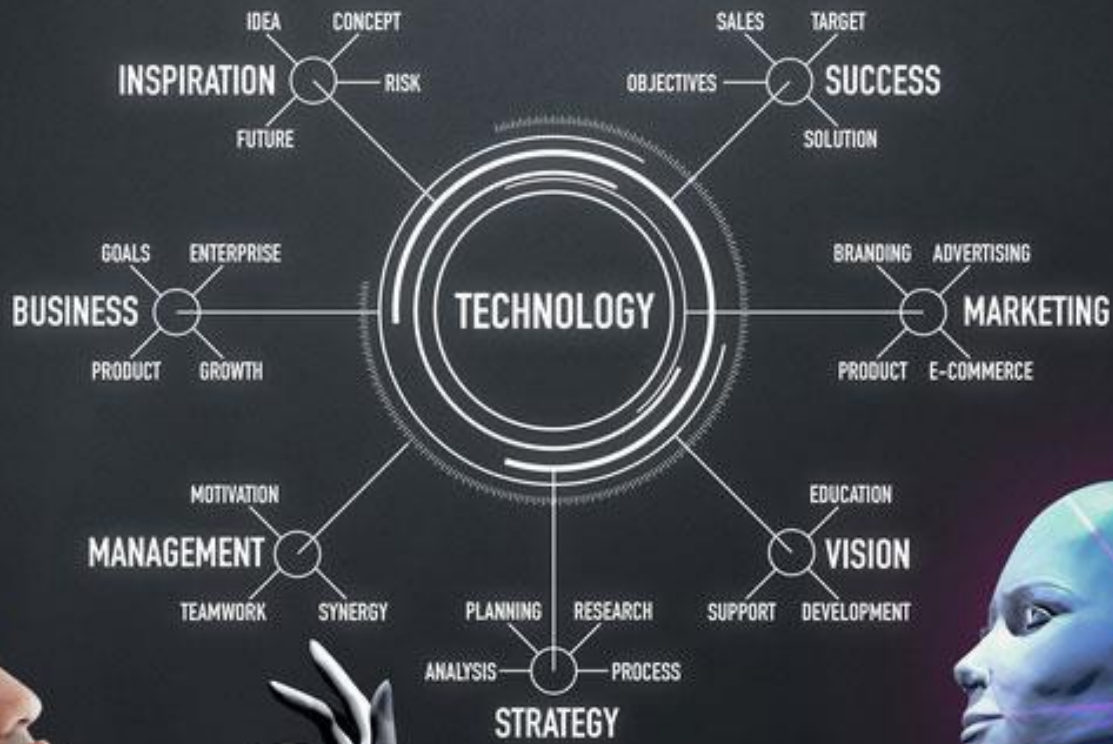 IDEA CONCEPT
INSPIRATION RISK
FUTURE
SALES TARGET
OBJECTIVES SUCCESS
SOLUTION
GOALS ENTERPRISE
BUSINESS
PRODUCT GROWTH
TECHNOLOGY
BRANDING ADVERTISING
MARKETING
PRODUCT E-COMMERCE
MOTIVATION
MANAGEMENT
TEAMWORK SYNERGY
PLANNING RESEARCH
ANALYSIS PROCESS
STRATEGY
EDUCATION
VISION
SUPPORT DEVELOPMENT